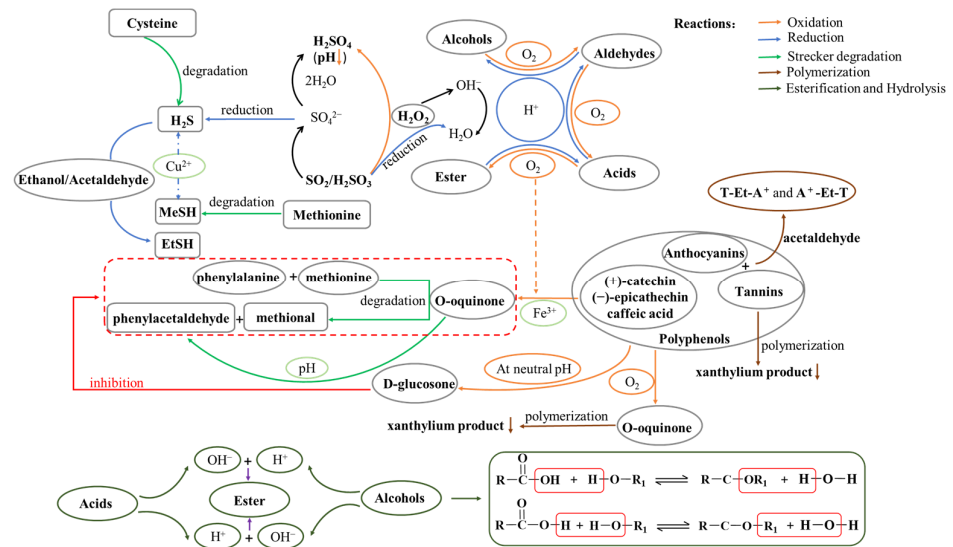 Cysteine
degradation
H₂S
reduction
Cu²⁺
Ethanol/Acetaldehyde
MeSH
degradation
Methionine
EtSH
H₂SO₄
(pH↓)
2H₂O
SO₄²⁻
SO₂/H₂SO₃
H₂O₂
reduction
OH⁻
H₂O
Alcohols
O₂
Aldehydes
H⁺
O₂
Ester
O₂
Acids
Reactions:
Oxidation
Reduction
Strecker degradation
Polymerization
Esterification and Hydrolysis
T-Et-A⁺ and A⁺-Et-T
acetaldehyde
Anthocyanins
+
Tannins
(+)-catechin
(−)-epicathechin
caffeic acid
Polyphenols
polymerization
xanthylium product ↓
phenylalanine + methionine
degradation
O-oquinone
phenylacetaldehyde + methional
Fe³⁺
pH
inhibition
D-glucosone
At neutral pH
O₂
xanthylium product ↓
polymerization
O-oquinone
OH⁻ + H⁺
Acids
Ester
Alcohols
H⁺ + OH⁻
O
R−C−OH + H−O−R₁ ⇌ R−C−OR₁ + H−O−H
O
R−C−O−H + H−O−R₁ ⇌ R−C−O−R₁ + H−O−H